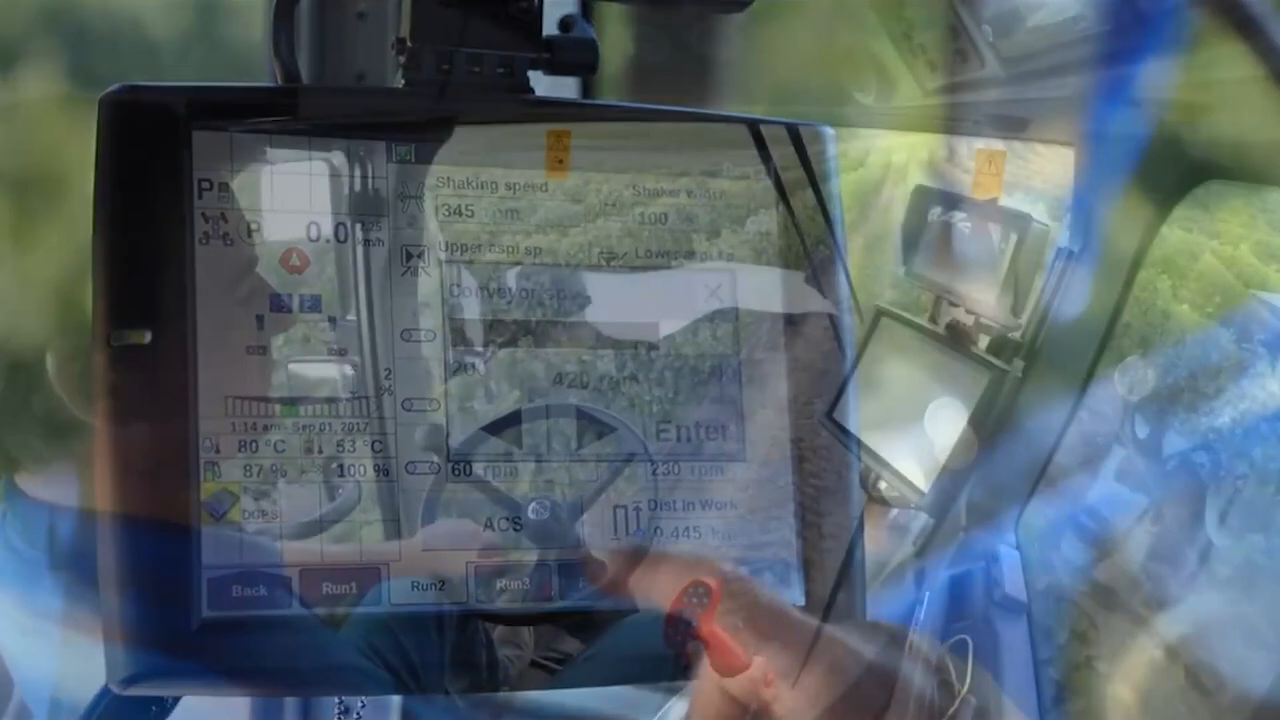 P
P 0.0 km/h
Shaking speed
345 rpm
100
Upper aspi sp
Conveyor sp
420 rpm
Enter
2
%
1:14 am - Sep 01, 2017
80 °C 53 °C
87 % 100 %
60 rpm 230 rpm
DGPS
ACS
Dist in Work
0.445
Back Run1 Run2 Run3